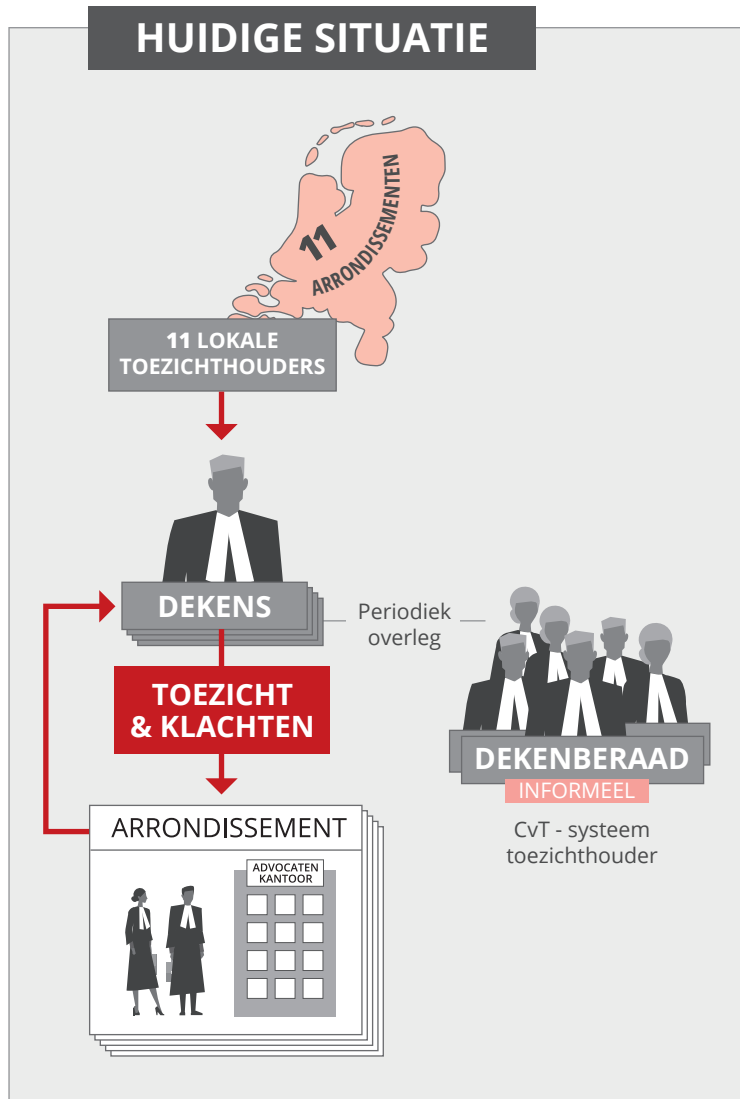 HUIDIGE SITUATIE
11
ARRONDISSEMENTEN
11 LOKALE
TOEZICHTHOUDERS
DEKENS
Periodiek
overleg
TOEZICHT
& KLACHTEN
DEKENBERAAD
INFORMEEL
CvT - systeem
toezichthouder
ARRONDISSEMENT
ADVOCATEN
KANTOOR